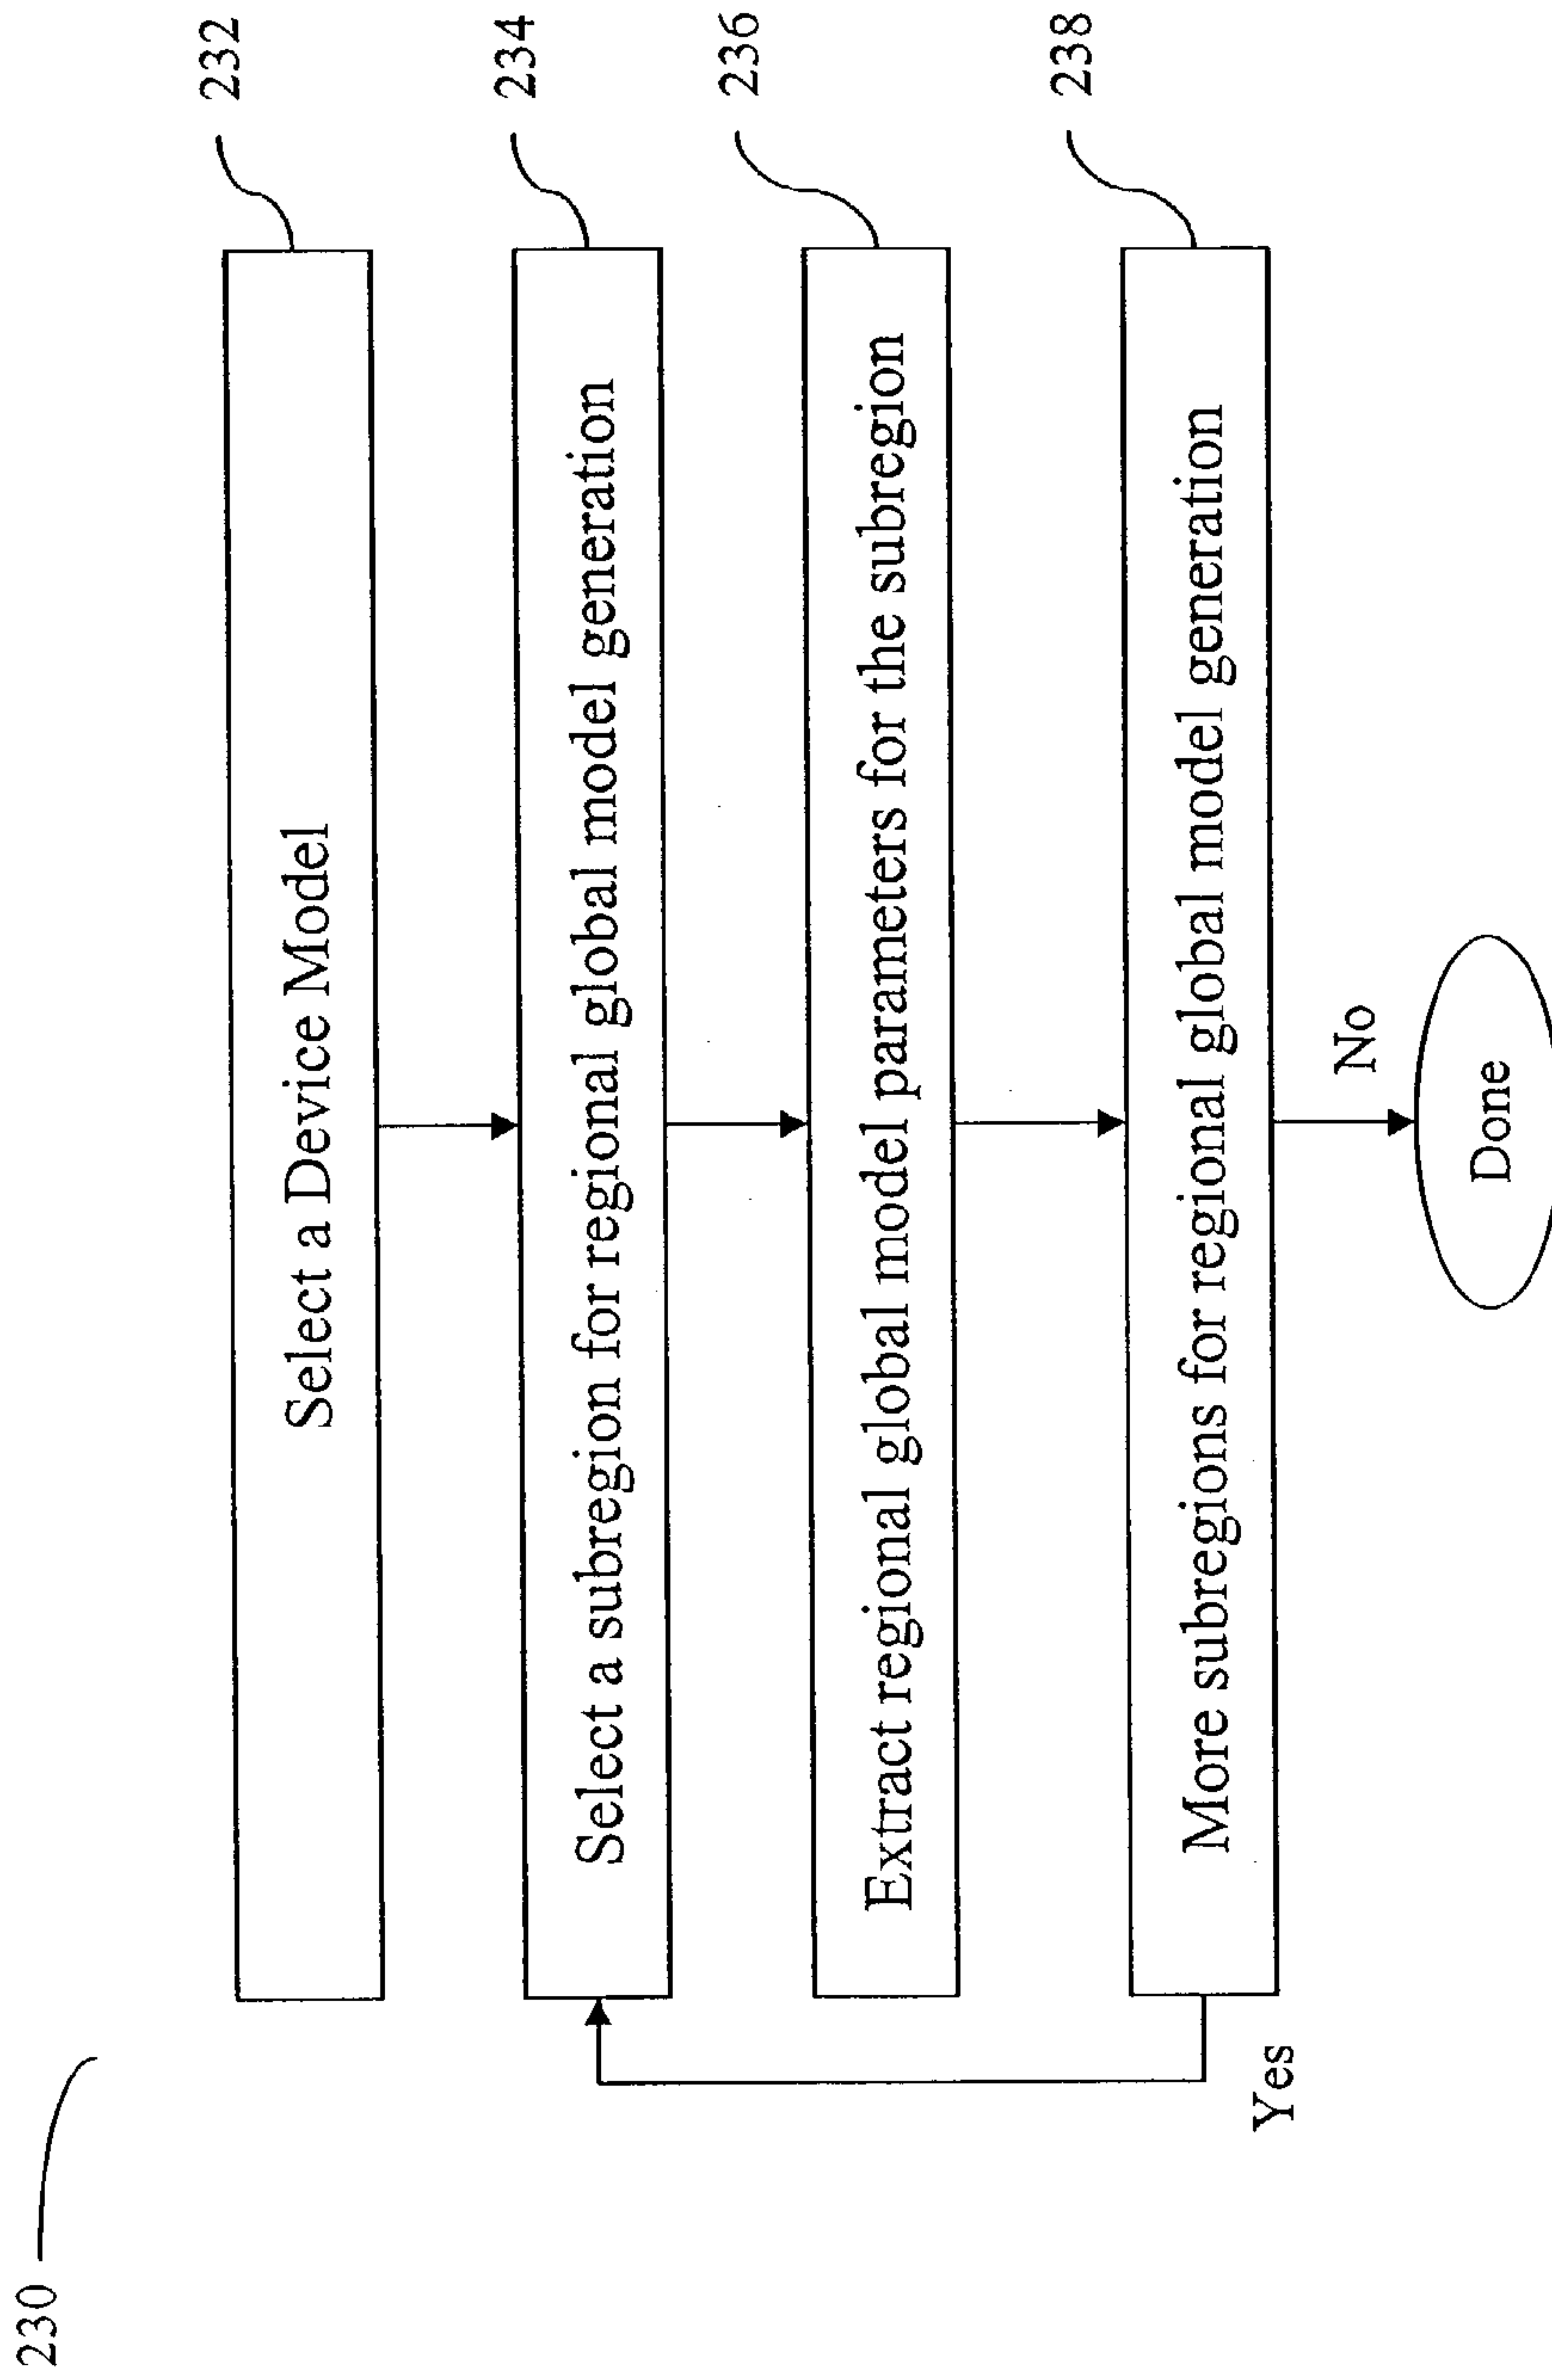 230
232
Select a Device Model
234
Select a subregion for regional global model generation
236
Extract regional global model parameters for the subregion
238
More subregions for regional global model generation
Yes
No
Done